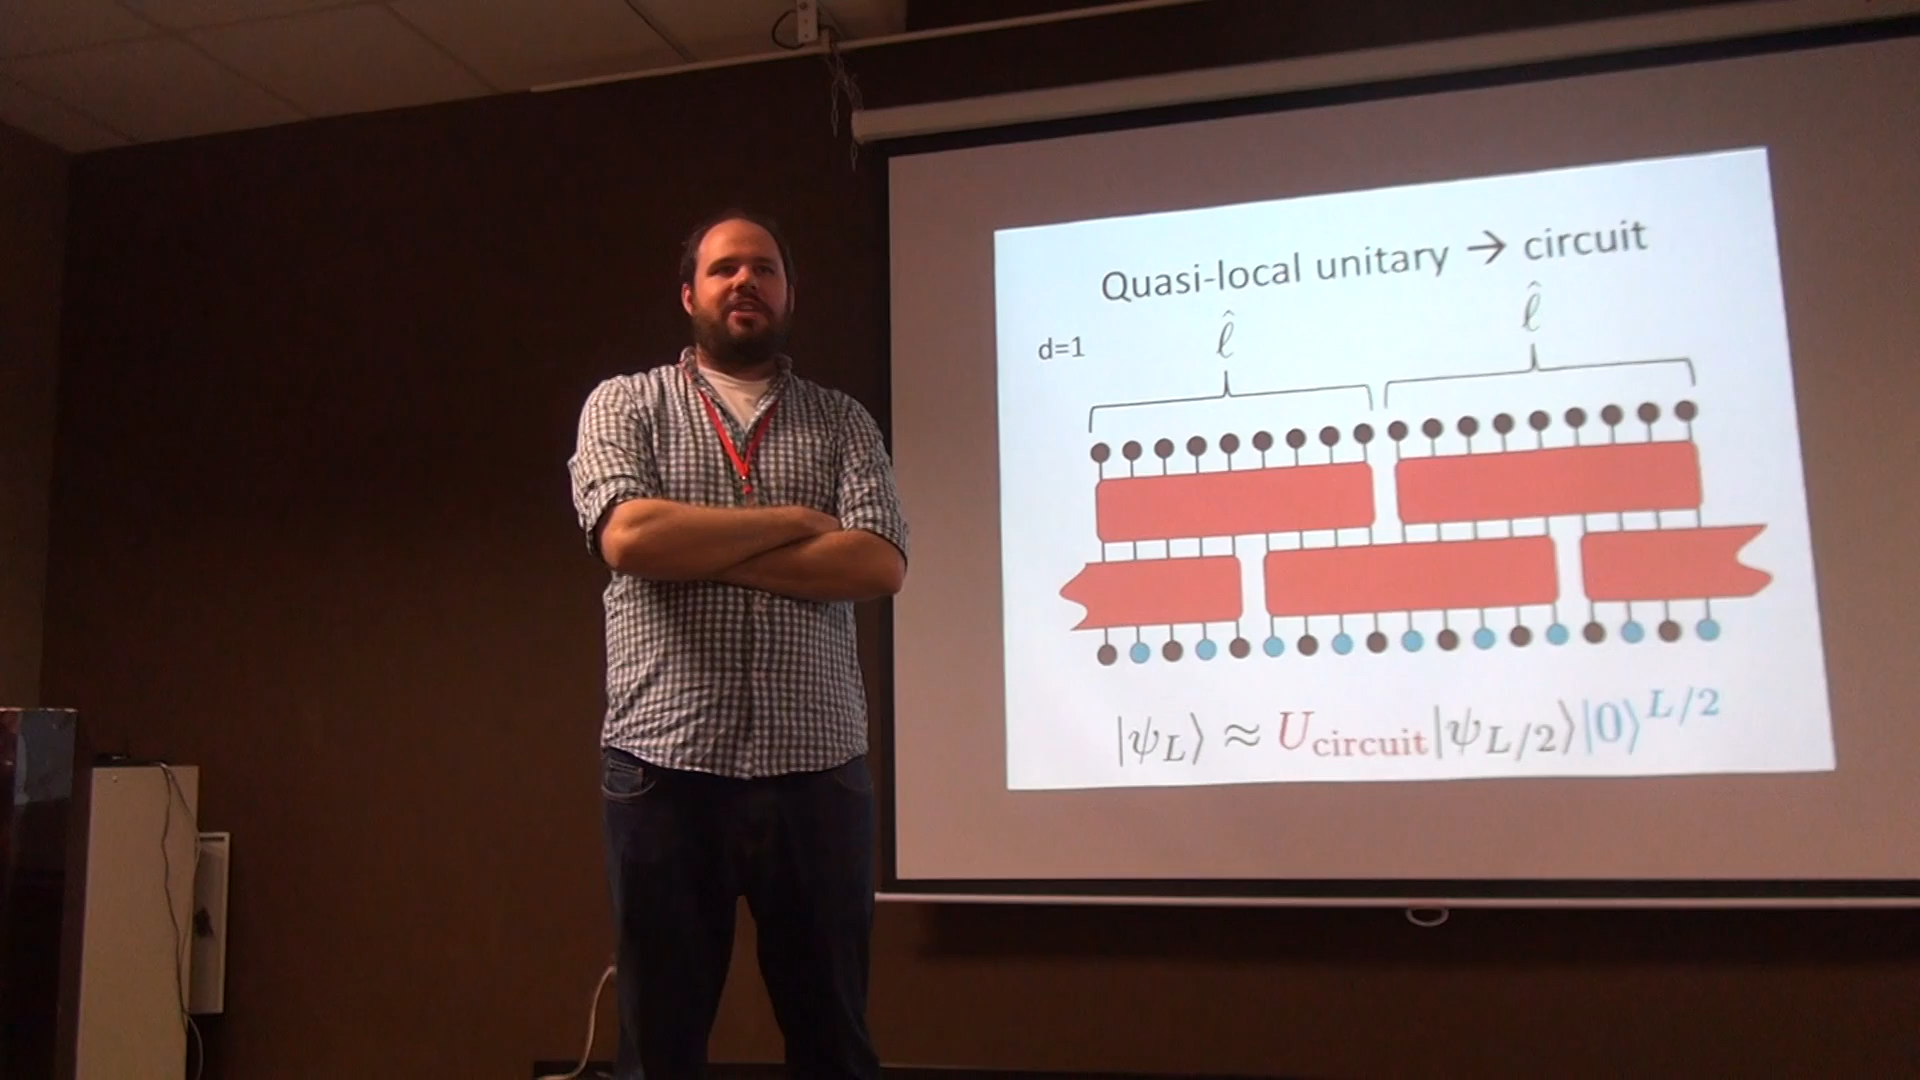 Quasi-local unitary → circuit
d=1
ℓ̂ ℓ̂
|ψ_L⟩ ≈ U_circuit|ψ_{L/2}⟩|0⟩^{L/2}